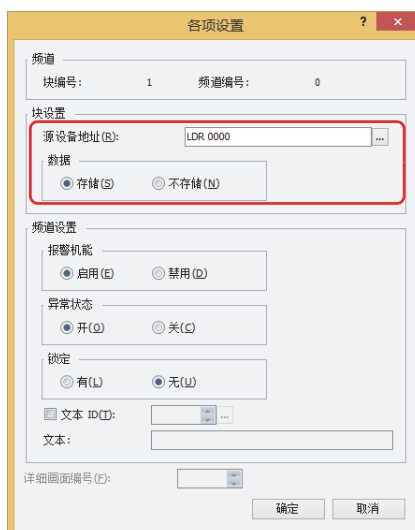 各项设置 ? ×
频道
块编号: 1 频道编号: 0
块设置
源设备地址(R): LDR 0000 ...
数据
存储(S) 不存储(N)
频道设置
报警机能
启用(E) 禁用(D)
异常状态
开(O) 关(C)
锁定
有(L) 无(U)
文本 ID(T): ...
文本:
详细画面编号(F):
确定 取消